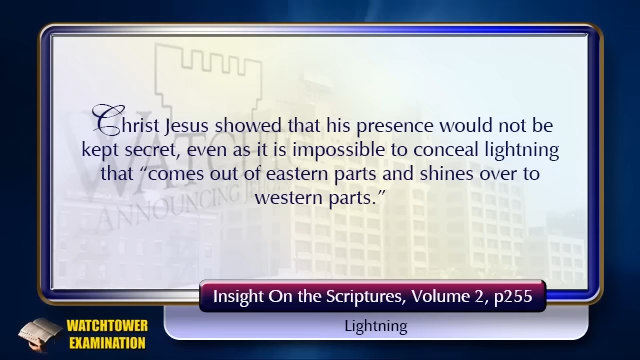 Christ Jesus showed that his presence would not be
kept secret, even as it is impossible to conceal lightning
that “comes out of eastern parts and shines over to
western parts.”
WATCH
ANNOUNCING
Insight On the Scriptures, Volume 2, p255
Lightning
WATCHTOWER
EXAMINATION